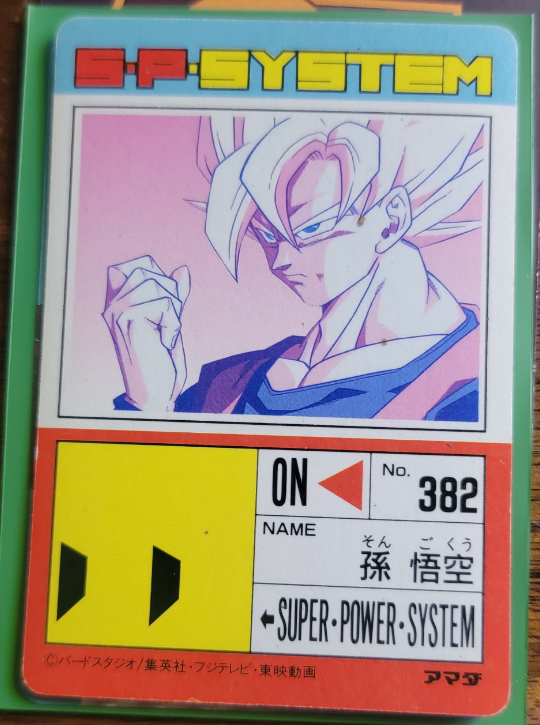 S・P・SYSTEM
ON
No. 382
NAME
そん ご くう
孫 悟空
←SUPER・POWER・SYSTEM
©バードスタジオ/集英社・フジテレビ・東映動画
アマダ